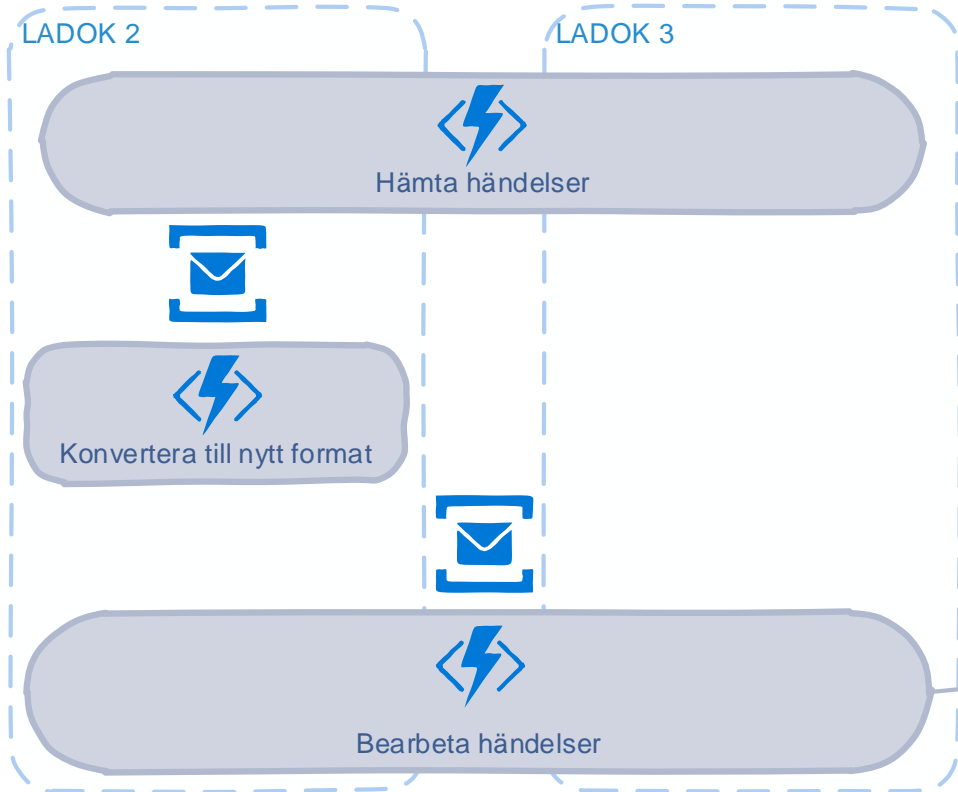 LADOK 2
LADOK 3
Hämta händelser
Konvertera till nytt format
Bearbeta händelser